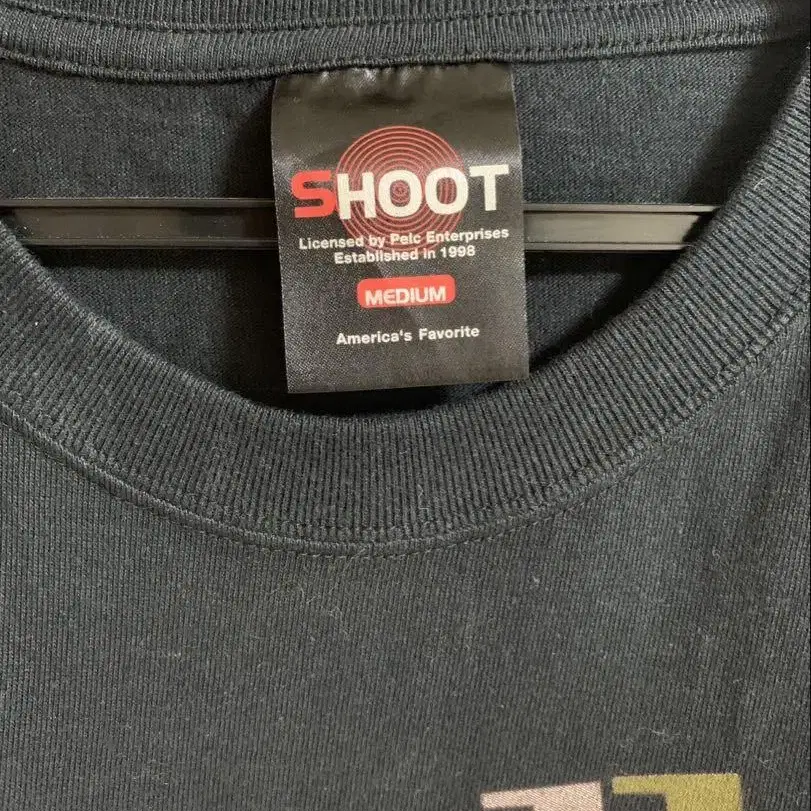 SHOOT
Licensed by Pelc Enterprises
Established in 1998
MEDIUM
America's Favorite